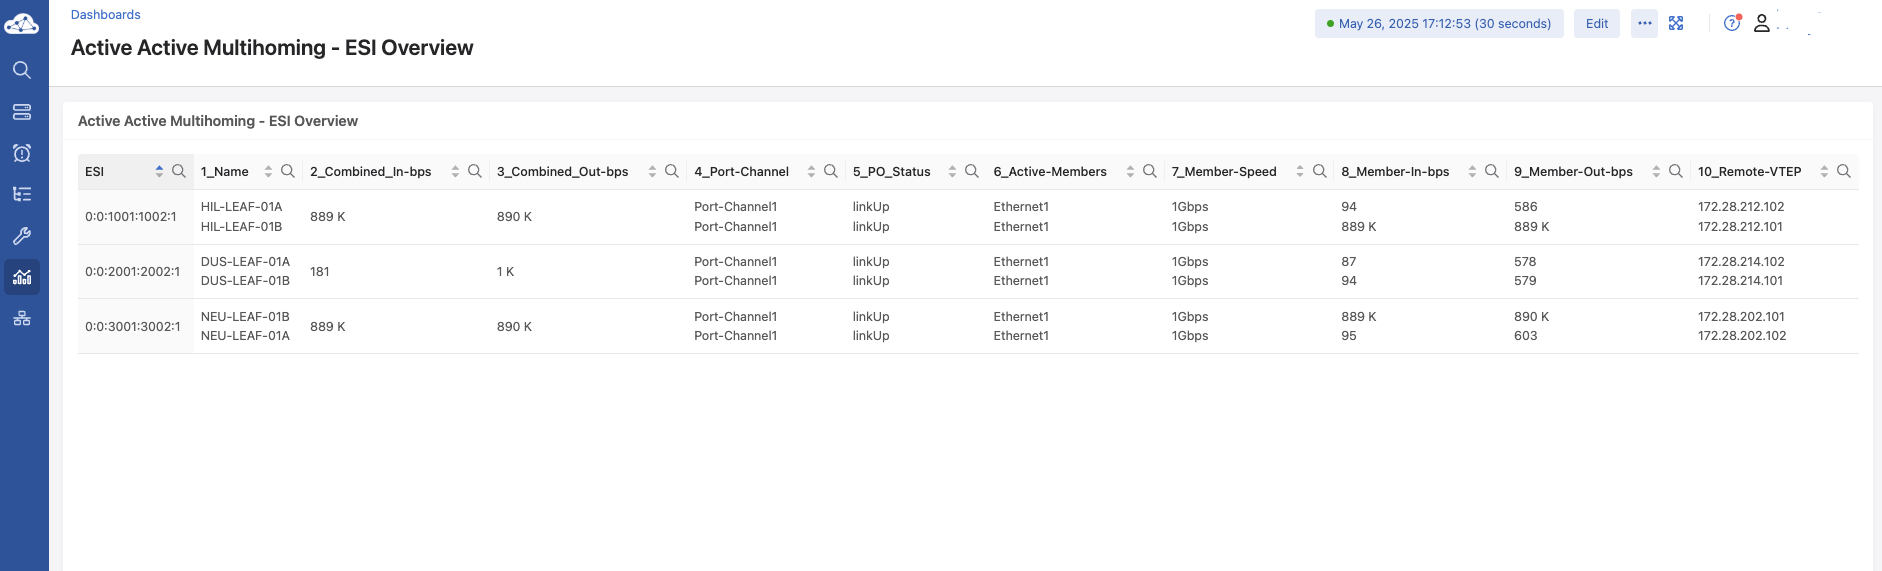 Dashboards
Active Active Multihoming - ESI Overview
May 26, 2025 17:12:53 (30 seconds)
Edit
Active Active Multihoming - ESI Overview
ESI 1_Name 2_Combined_In-bps 3_Combined_Out-bps 4_Port-Channel 5_PO_Status 6_Active-Members 7_Member-Speed 8_Member-In-bps 9_Member-Out-bps 10_Remote-VTEP
0:0:1001:1002:1 HIL-LEAF-01A 889 K 890 K Port-Channel1 linkUp Ethernet1 1Gbps 94 586 172.28.212.102
HIL-LEAF-01B Port-Channel1 linkUp Ethernet1 1Gbps 889 K 889 K 172.28.212.101
0:0:2001:2002:1 DUS-LEAF-01A 181 1 K Port-Channel1 linkUp Ethernet1 1Gbps 87 578 172.28.214.102
DUS-LEAF-01B Port-Channel1 linkUp Ethernet1 1Gbps 94 579 172.28.214.101
0:0:3001:3002:1 NEU-LEAF-01B 889 K 890 K Port-Channel1 linkUp Ethernet1 1Gbps 889 K 890 K 172.28.202.101
NEU-LEAF-01A Port-Channel1 linkUp Ethernet1 1Gbps 95 603 172.28.202.102